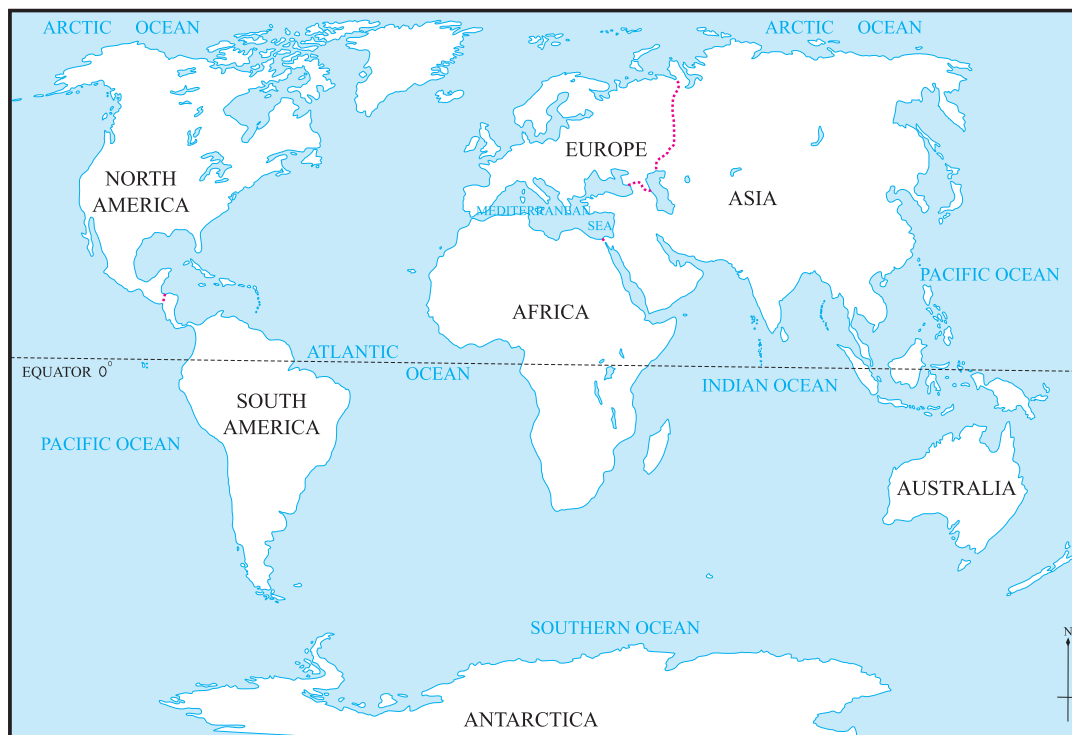 ARCTIC OCEAN
ARCTIC OCEAN
EUROPE
NORTH
AMERICA
ASIA
MEDITERRANEAN
SEA
PACIFIC OCEAN
AFRICA
ATLANTIC
OCEAN
EQUATOR 0°
INDIAN OCEAN
SOUTH
AMERICA
PACIFIC OCEAN
AUSTRALIA
SOUTHERN OCEAN
N
ANTARCTICA